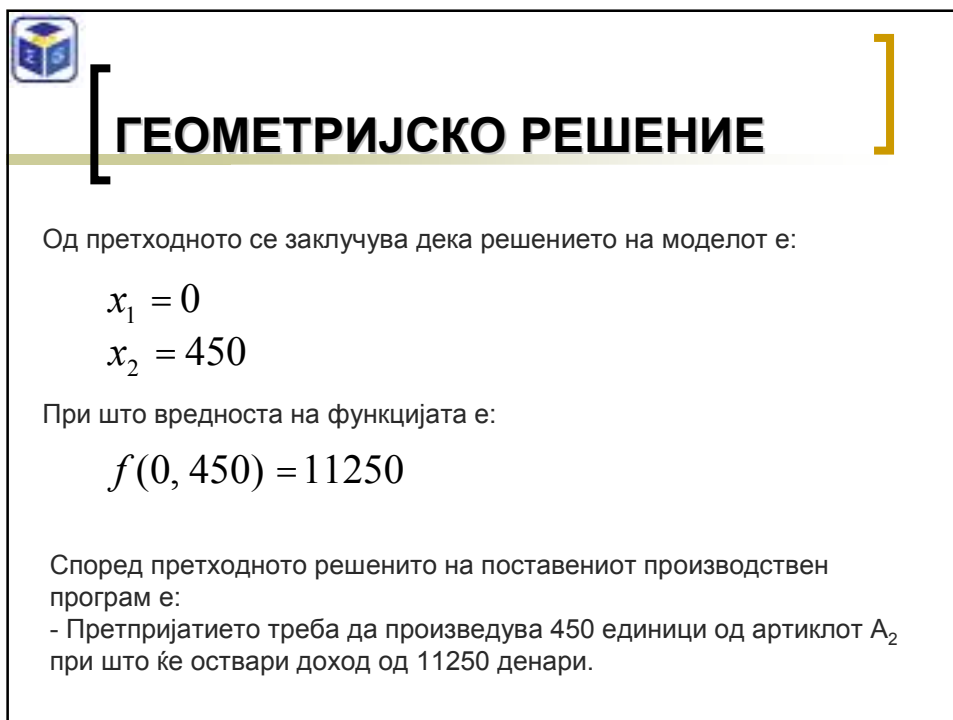 ГЕОМЕТРИЈСКО РЕШЕНИЕ
Од претходното се заклучува дека решението на моделот е:
x₁ = 0
x₂ = 450
При што вредноста на функцијата е:
f(0, 450) = 11250
Според претходното решенито на поставениот производствен
програм е:
- Претпријатието треба да произведува 450 единици од артиклот А₂
при што ќе оствари доход од 11250 денари.